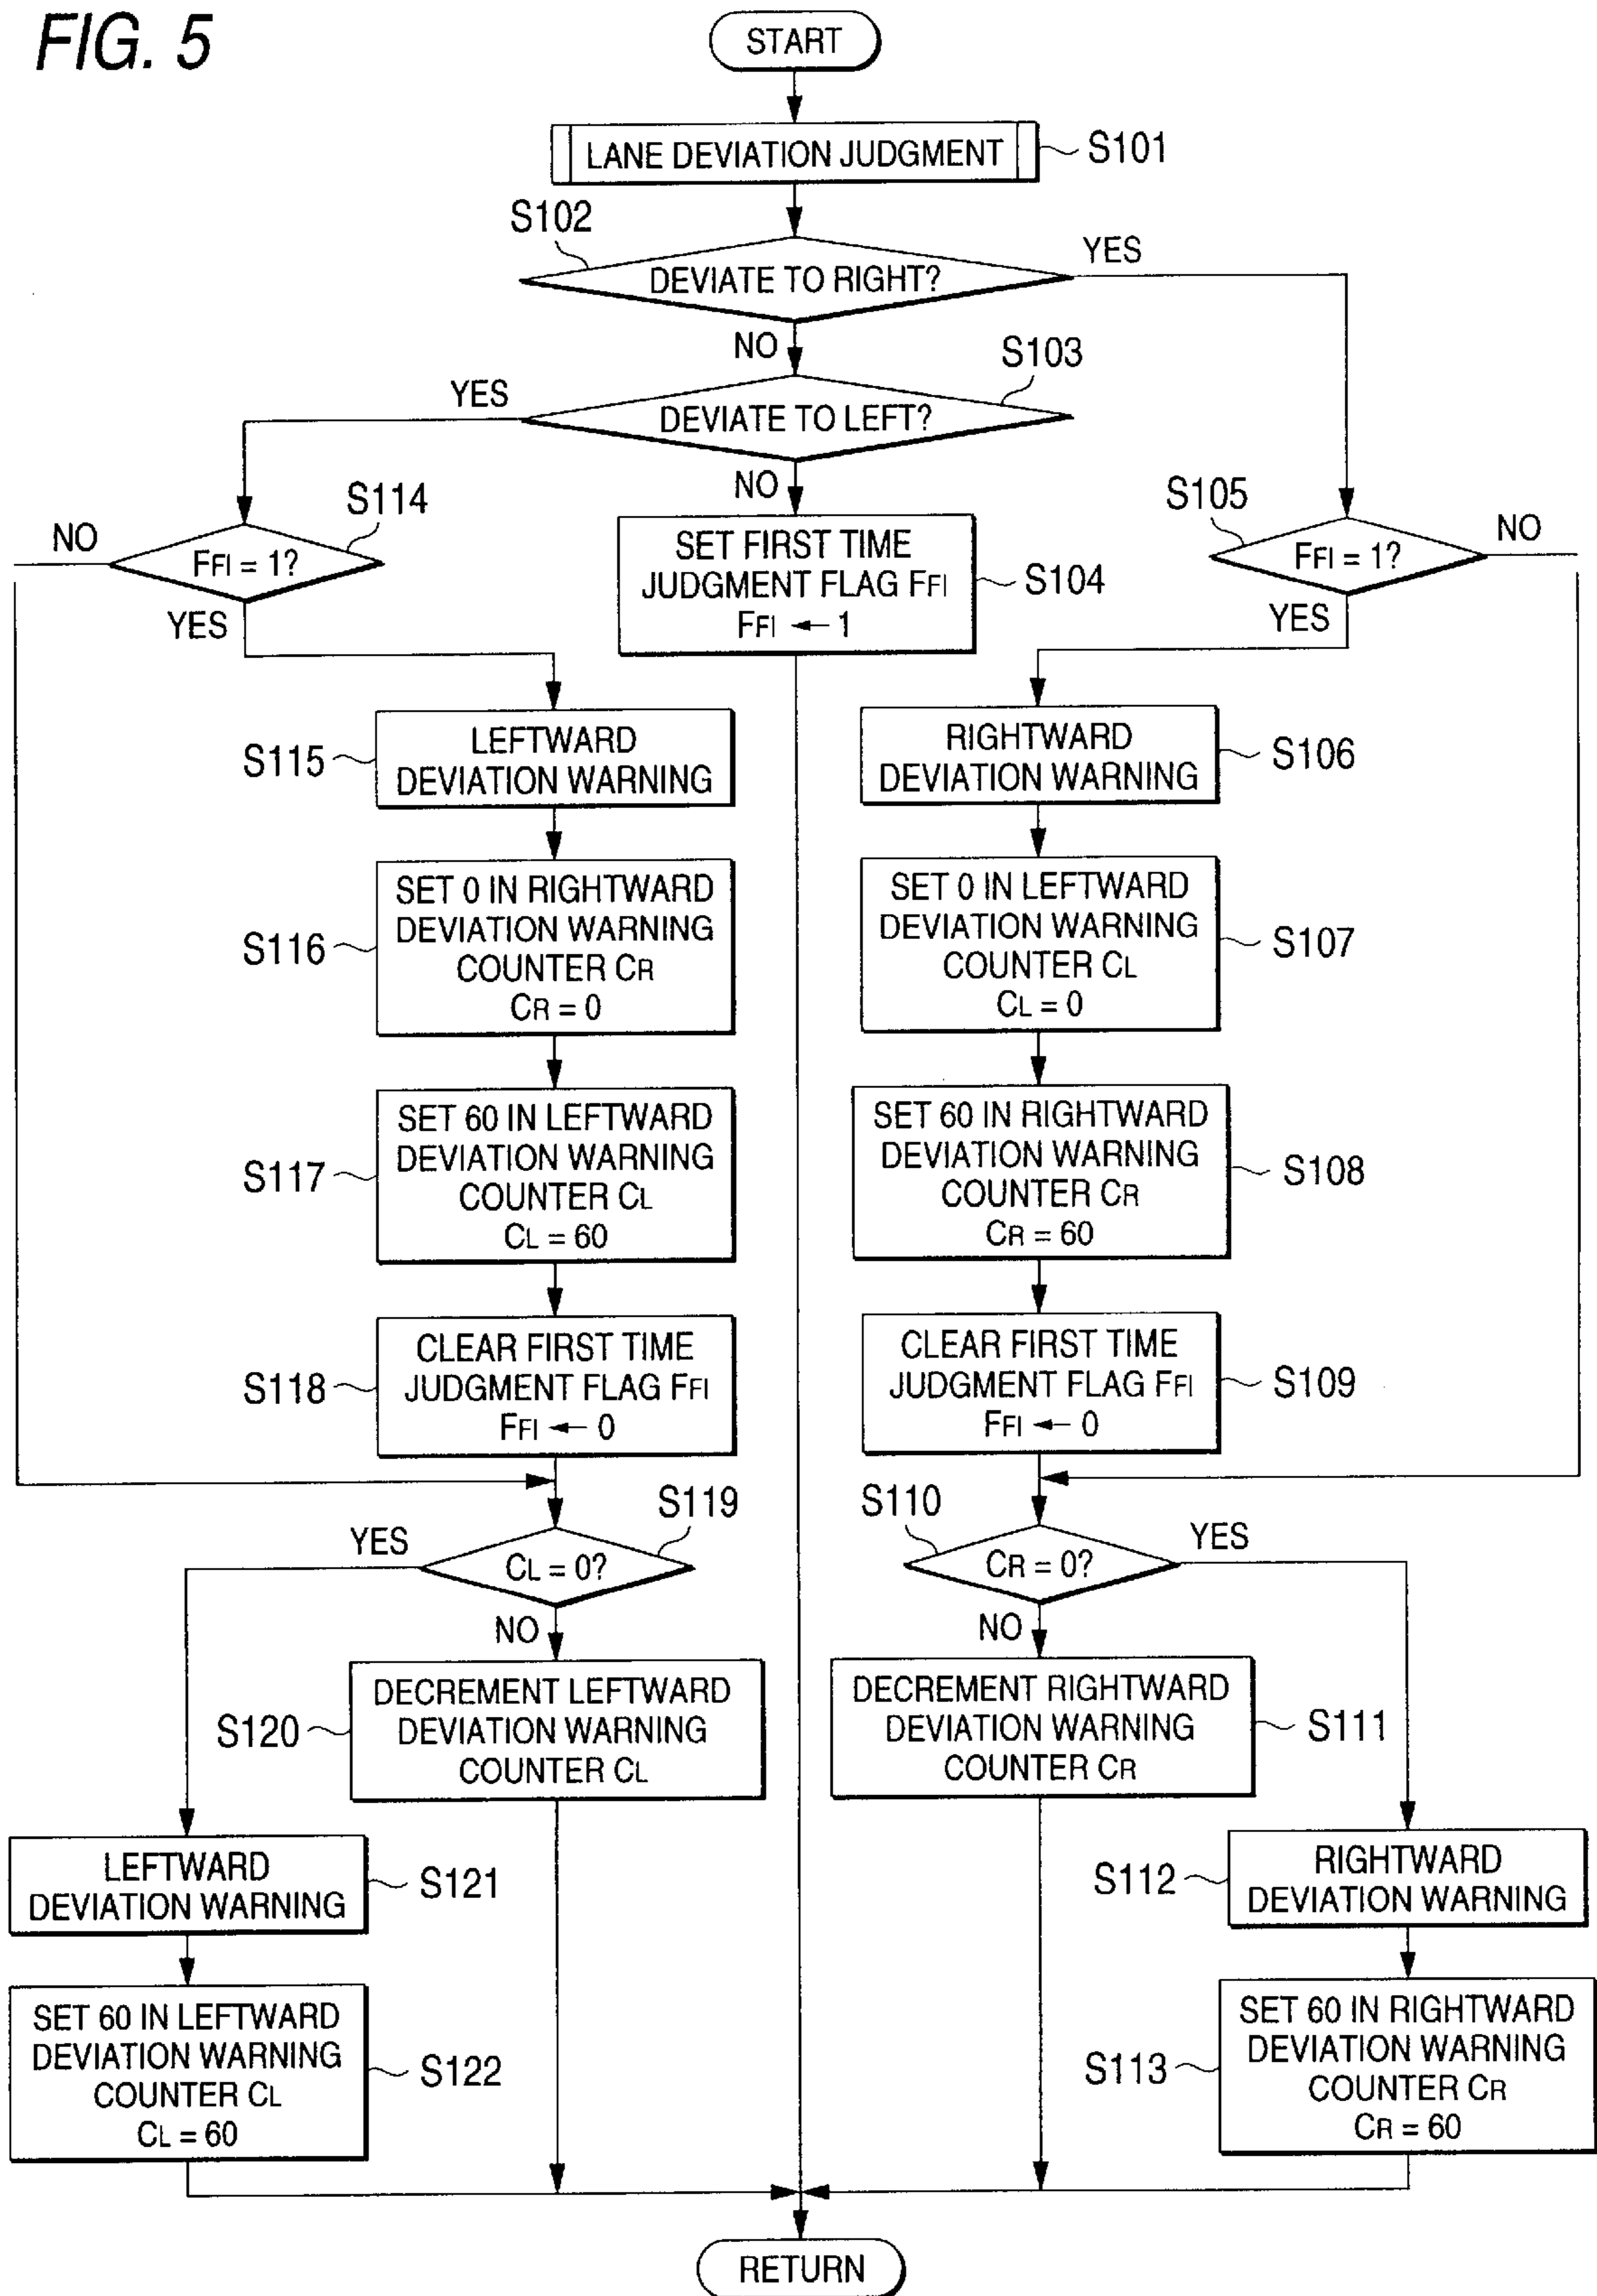 FIG. 5
START
LANE DEVIATION JUDGMENT
S101
S102
DEVIATE TO RIGHT?
YES
NO
S103
YES
DEVIATE TO LEFT?
NO
S114
NO
FFI = 1?
YES
SET FIRST TIME
JUDGMENT FLAG FFI
FFI ← 1
S104
S105
NO
FFI = 1?
YES
LEFTWARD
DEVIATION WARNING
S115
RIGHTWARD
DEVIATION WARNING
S106
SET 0 IN RIGHTWARD
DEVIATION WARNING
COUNTER CR
CR = 0
S116
SET 0 IN LEFTWARD
DEVIATION WARNING
COUNTER CL
CL = 0
S107
SET 60 IN LEFTWARD
DEVIATION WARNING
COUNTER CL
CL = 60
S117
SET 60 IN RIGHTWARD
DEVIATION WARNING
COUNTER CR
CR = 60
S108
CLEAR FIRST TIME
JUDGMENT FLAG FFI
FFI ← 0
S118
CLEAR FIRST TIME
JUDGMENT FLAG FFI
FFI ← 0
S109
S119
YES
CL = 0?
NO
S110
YES
CR = 0?
NO
DECREMENT LEFTWARD
DEVIATION WARNING
COUNTER CL
S120
DECREMENT RIGHTWARD
DEVIATION WARNING
COUNTER CR
S111
LEFTWARD
DEVIATION WARNING
S121
S112
RIGHTWARD
DEVIATION WARNING
SET 60 IN LEFTWARD
DEVIATION WARNING
COUNTER CL
CL = 60
S122
S113
SET 60 IN RIGHTWARD
DEVIATION WARNING
COUNTER CR
CR = 60
RETURN